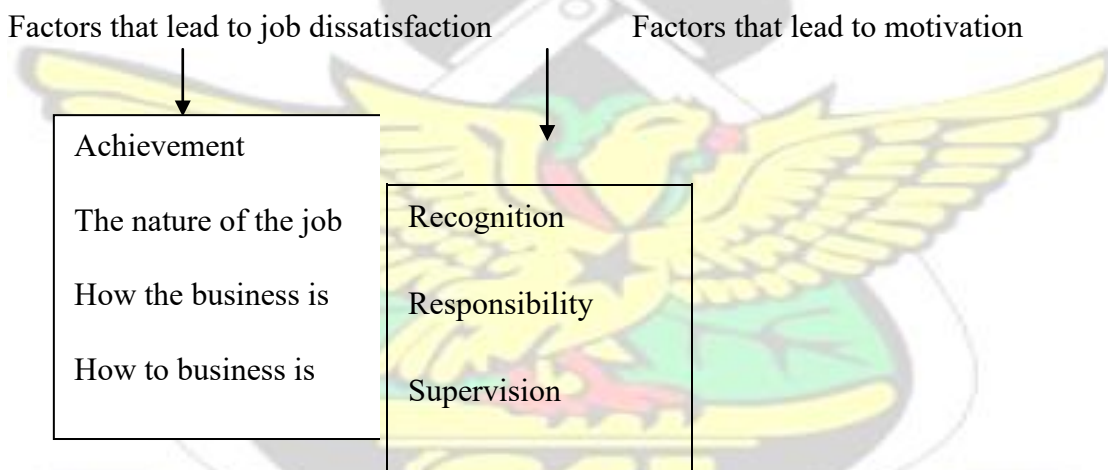 Factors that lead to job dissatisfaction
Factors that lead to motivation
Achievement
The nature of the job
How the business is
How to business is
Recognition
Responsibility
Supervision